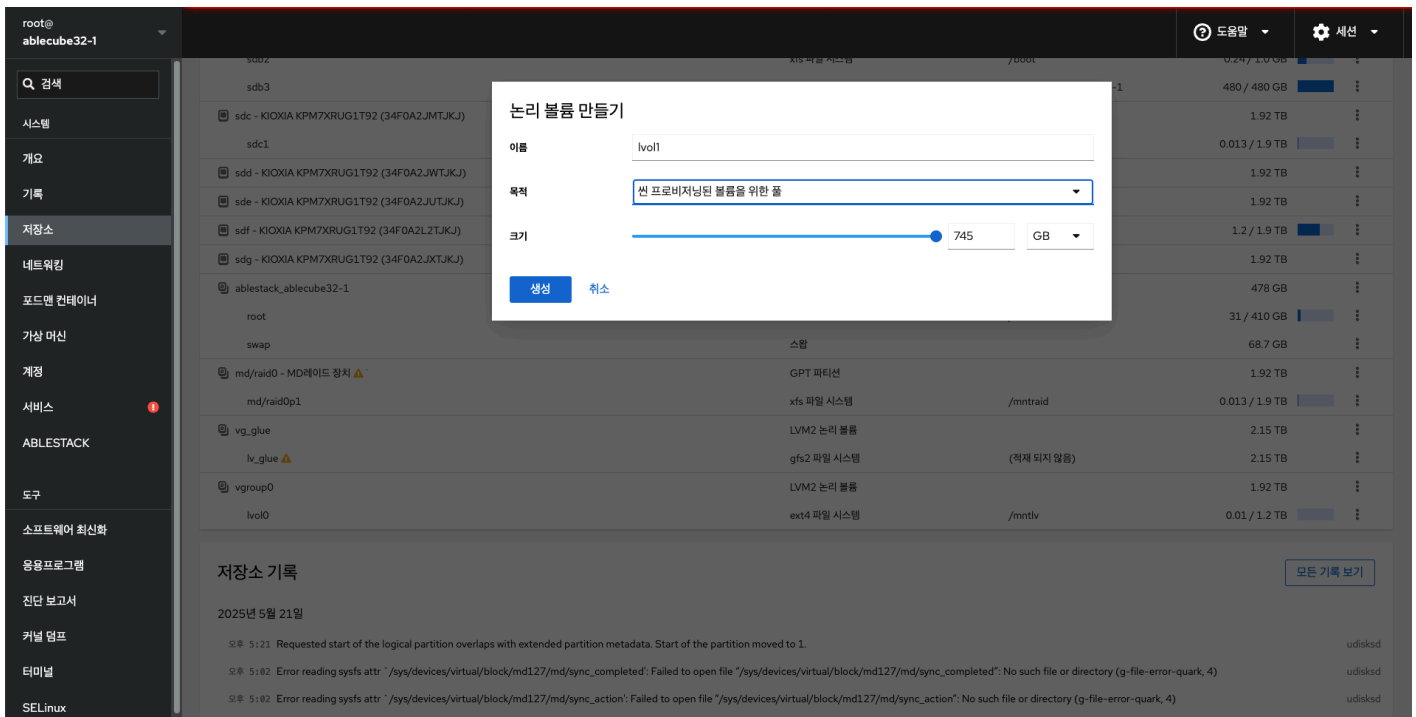 root@
ablecube32-1
도움말
세션
검색
시스템
개요
기록
저장소
네트워킹
포드맨 컨테이너
가상 머신
계정
서비스
ABLESTACK
도구
소프트웨어 최신화
응용프로그램
진단 보고서
커널 덤프
터미널
SELinux
sdb2 xfs 파일 시스템 /boot 0.24 / 1.0 GB
sdb3 -1 480 / 480 GB
sdc - KIOXIA KPM7XRUG1T92 (34F0A2JMTJKJ) 1.92 TB
sdc1 0.013 / 1.9 TB
sdd - KIOXIA KPM7XRUG1T92 (34F0A2JWTJKJ) 1.92 TB
sde - KIOXIA KPM7XRUG1T92 (34F0A2JUTJKJ) 1.92 TB
sdf - KIOXIA KPM7XRUG1T92 (34F0A2L2TJKJ) 1.2 / 1.9 TB
sdg - KIOXIA KPM7XRUG1T92 (34F0A2JXTJKJ) 1.92 TB
ablestack_ablecube32-1 478 GB
root 31 / 410 GB
swap 스왑 68.7 GB
md/raid0 - MD레이드 장치 GPT 파티션 1.92 TB
md/raid0p1 xfs 파일 시스템 /mntraid 0.013 / 1.9 TB
vg_glue LVM2 논리 볼륨 2.15 TB
lv_glue gfs2 파일 시스템 (적재 되지 않음) 2.15 TB
vgroup0 LVM2 논리 볼륨 1.92 TB
lvol0 ext4 파일 시스템 /mntlv 0.01 / 1.2 TB
논리 볼륨 만들기
이름 lvol1
목적 씬 프로비저닝된 볼륨을 위한 풀
크기 745 GB
생성 취소
저장소 기록 모든 기록 보기
2025년 5월 21일
오후 5:21 Requested start of the logical partition overlaps with extended partition metadata. Start of the partition moved to 1. udisksd
오후 5:02 Error reading sysfs attr `/sys/devices/virtual/block/md127/md/sync_completed': Failed to open file "/sys/devices/virtual/block/md127/md/sync_completed": No such file or directory (g-file-error-quark, 4) udisksd
오후 5:02 Error reading sysfs attr `/sys/devices/virtual/block/md127/md/sync_action': Failed to open file "/sys/devices/virtual/block/md127/md/sync_action": No such file or directory (g-file-error-quark, 4) udisksd